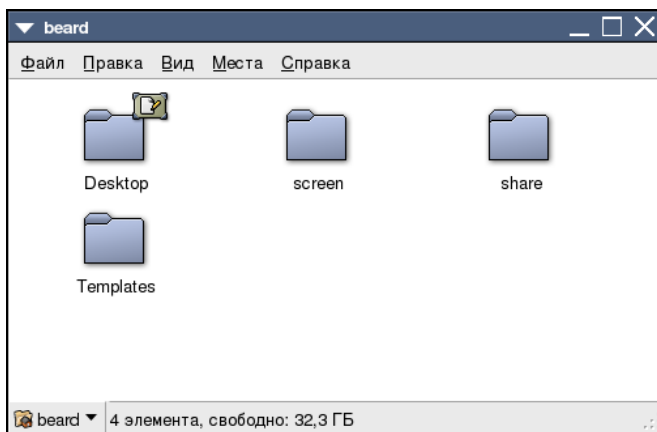 beard
Файл Правка Вид Места Справка
Desktop screen share
Templates
beard 4 элемента, свободно: 32,3 ГБ